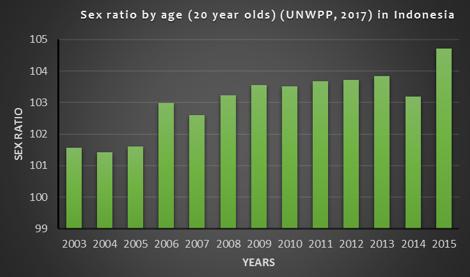 Sex ratio by age (20 year olds) (UNWPP, 2017) in Indonesia
105
104
103
102
101
100
99
SEX RATIO
2003 2004 2005 2006 2007 2008 2009 2010 2011 2012 2013 2014 2015
YEARS